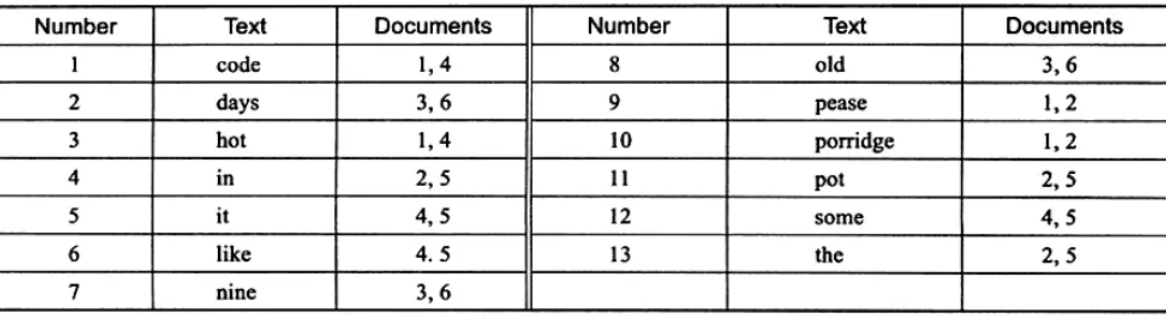 Number Text Documents Number Text Documents
1 code 1, 4 8 old 3, 6
2 days 3, 6 9 pease 1, 2
3 hot 1, 4 10 porridge 1, 2
4 in 2, 5 11 pot 2, 5
5 it 4, 5 12 some 4, 5
6 like 4. 5 13 the 2, 5
7 nine 3, 6